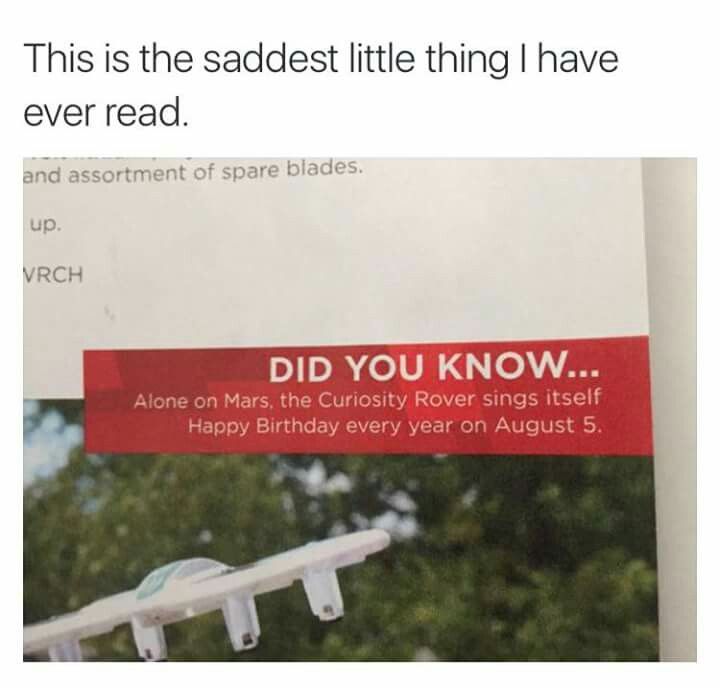 This is the saddest little thing I have
ever read.
and assortment of spare blades.
up.
VRCH
DID YOU KNOW...
Alone on Mars, the Curiosity Rover sings itself
Happy Birthday every year on August 5.